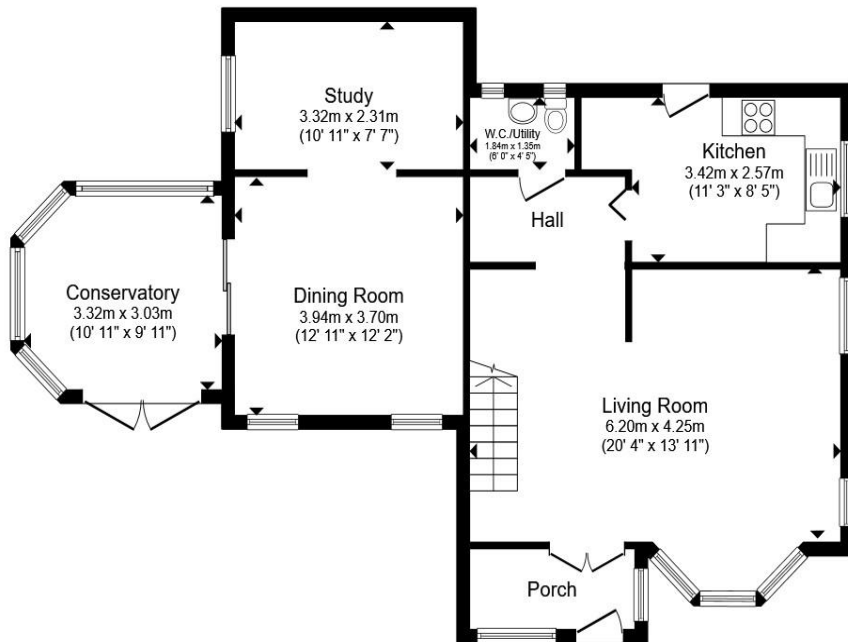 Study
3.32m x 2.31m
(10' 11" x 7' 7")
W.C./Utility
1.84m x 1.35m
(6' 0" x 4' 5")
Kitchen
3.42m x 2.57m
(11' 3" x 8' 5")
Hall
Conservatory
3.32m x 3.03m
(10' 11" x 9' 11")
Dining Room
3.94m x 3.70m
(12' 11" x 12' 2")
Living Room
6.20m x 4.25m
(20' 4" x 13' 11")
Porch